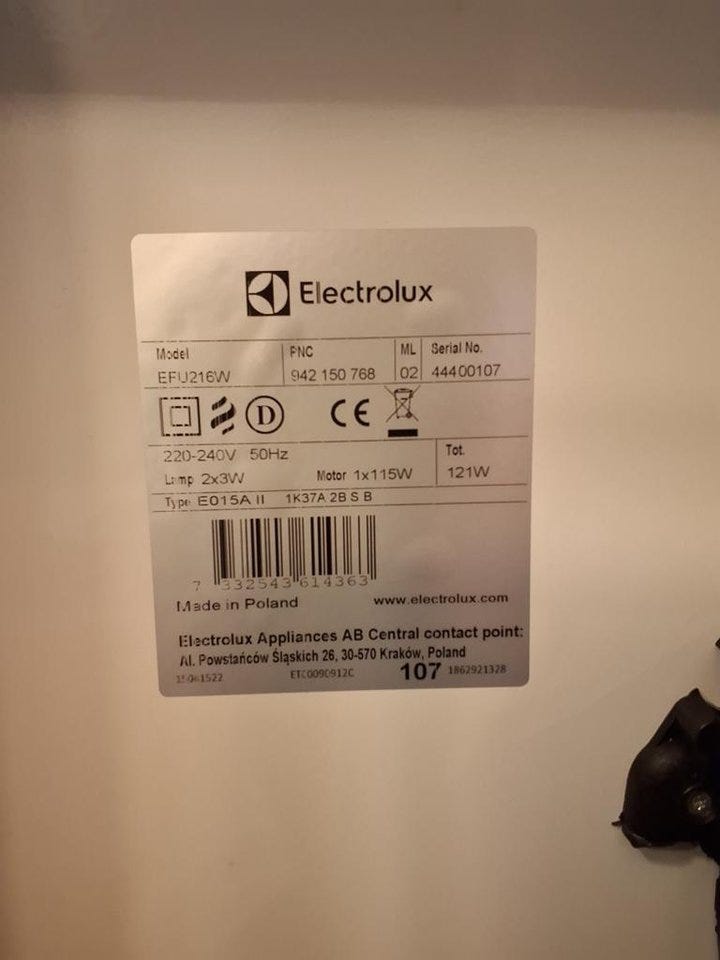 Electrolux
Model PNC ML Serial No.
EFU216W 942 150 768 02 44400107
D CE
220-240V 50Hz Tot.
Lamp 2x3W Motor 1x115W 121W
Type E015A II 1K37A 2B S B
7 332543 614363
Made in Poland www.electrolux.com
Electrolux Appliances AB Central contact point:
Al. Powstańców Śląskich 26, 30-570 Kraków, Poland
107 1862921328